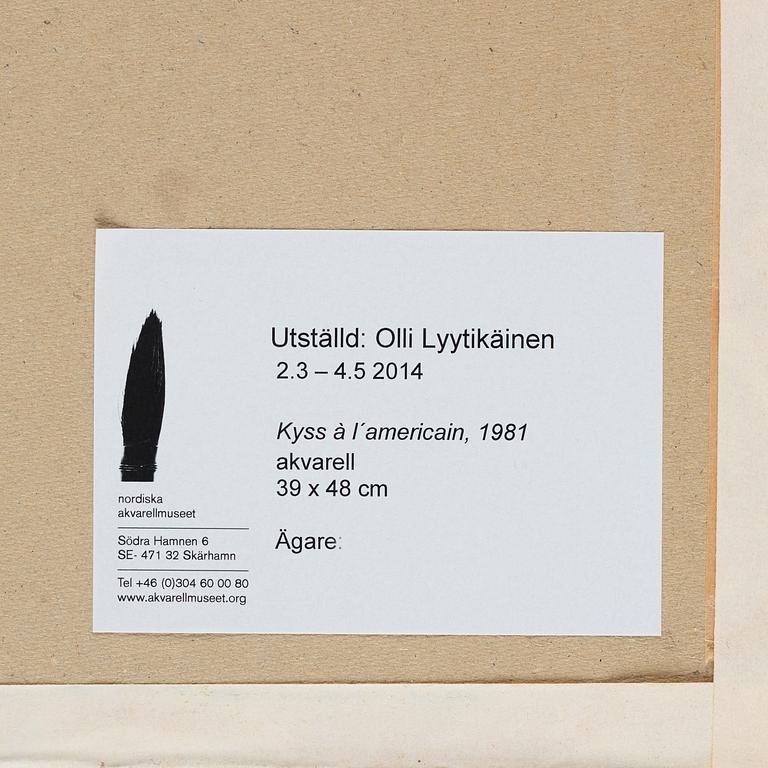 Utställd: Olli Lyytikäinen
2.3 – 4.5 2014
Kyss à l´americain, 1981
akvarell
39 x 48 cm
Ägare:
nordiska
akvarellmuseet
Södra Hamnen 6
SE- 471 32 Skärhamn
Tel +46 (0)304 60 00 80
www.akvarellmuseet.org